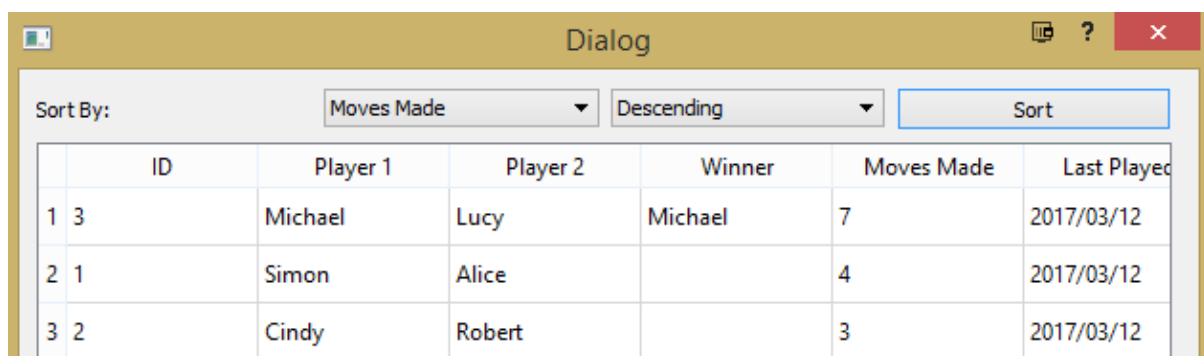 Dialog ? ×
Sort By: Moves Made Descending Sort
ID Player 1 Player 2 Winner Moves Made Last Played
1 3 Michael Lucy Michael 7 2017/03/12
2 1 Simon Alice 4 2017/03/12
3 2 Cindy Robert 3 2017/03/12